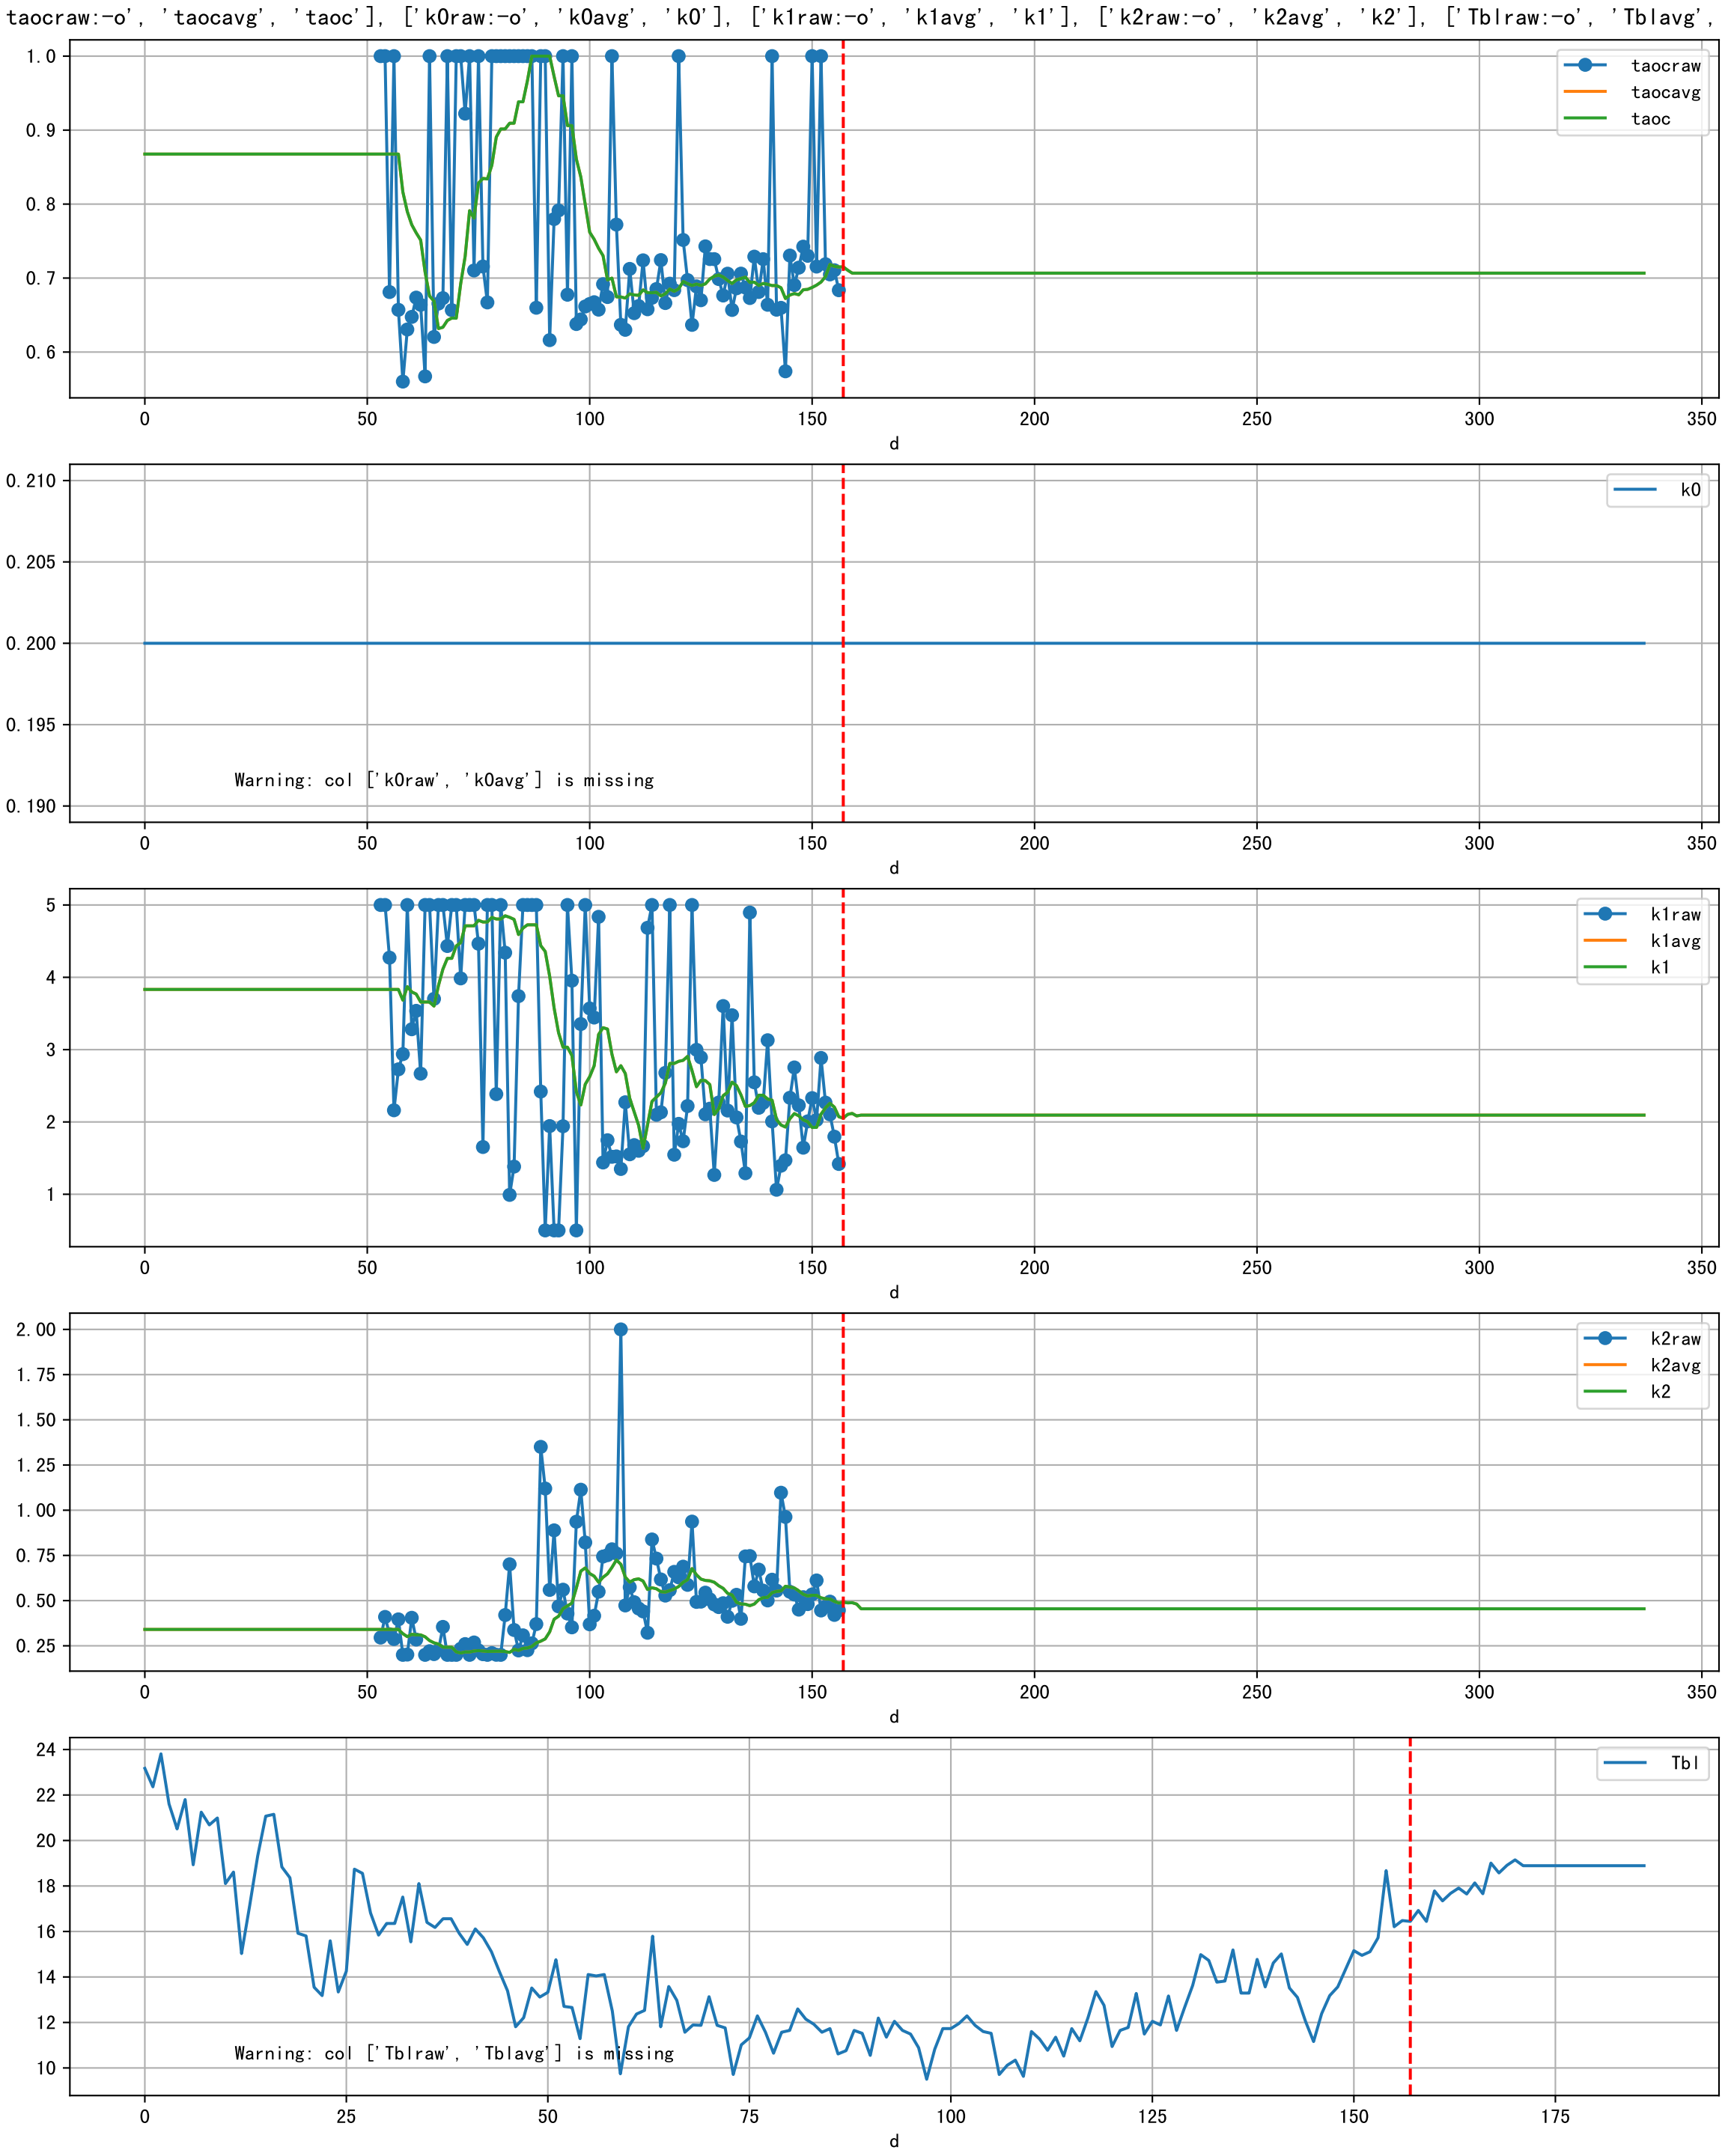 taocraw:-o', 'taocavg', 'taoc'], ['k0raw:-o', 'k0avg', 'k0'], ['k1raw:-o', 'k1avg', 'k1'], ['k2raw:-o', 'k2avg', 'k2'], ['Tblraw:-o', 'Tblavg',
1.0
0.9
0.8
0.7
0.6
taocraw
taocavg
taoc
0 50 100 150 200 250 300 350
d
0.210
0.205
0.200
0.195
0.190
k0
Warning: col ['k0raw', 'k0avg'] is missing
0 50 100 150 200 250 300 350
d
5
4
3
2
1
k1raw
k1avg
k1
0 50 100 150 200 250 300 350
d
2.00
1.75
1.50
1.25
1.00
0.75
0.50
0.25
k2raw
k2avg
k2
0 50 100 150 200 250 300 350
d
24
22
20
18
16
14
12
10
Tbl
Warning: col ['Tblraw', 'Tblavg'] is missing
0 25 50 75 100 125 150 175
d